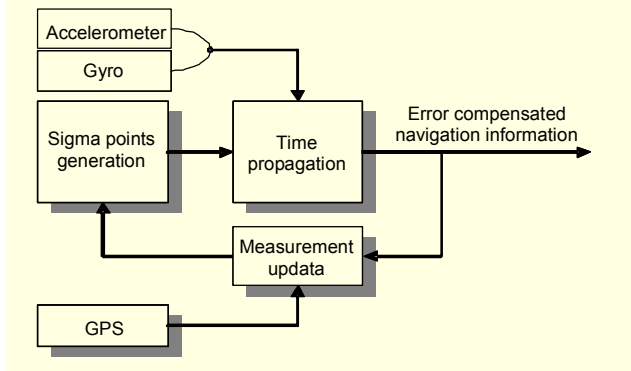 Accelerometer
Gyro
Sigma points
generation
Time
propagation
Error compensated
navigation information
Measurement
updata
GPS